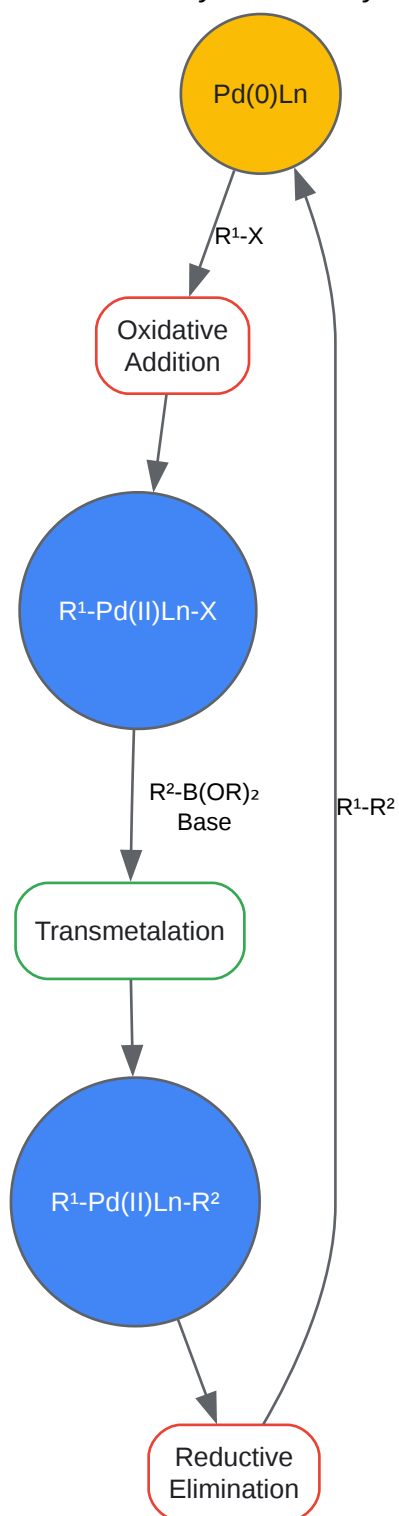 Pd(0)Ln
R¹-X
Oxidative
Addition
R¹-Pd(II)Ln-X
R²-B(OR)₂
Base
R¹-R²
Transmetalation
R¹-Pd(II)Ln-R²
Reductive
Elimination